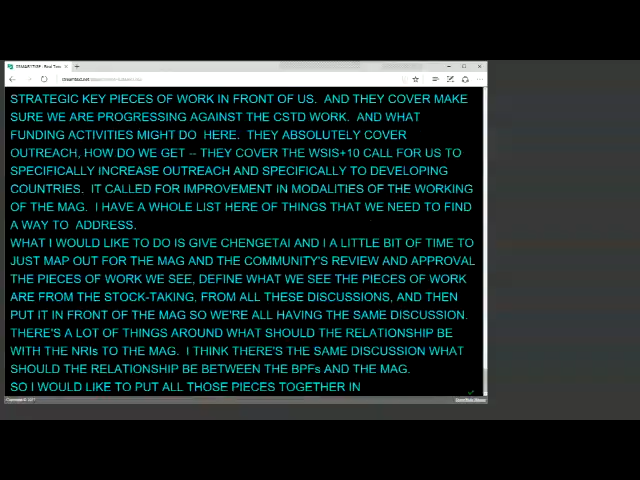 STREAMTEXT - Real Text
streamtext.net
STRATEGIC KEY PIECES OF WORK IN FRONT OF US.  AND THEY COVER MAKE
SURE WE ARE PROGRESSING AGAINST THE CSTD WORK.  AND WHAT
FUNDING ACTIVITIES MIGHT DO  HERE.  THEY ABSOLUTELY COVER
OUTREACH, HOW DO WE GET -- THEY COVER THE WSIS+10 CALL FOR US TO
SPECIFICALLY INCREASE OUTREACH AND SPECIFICALLY TO DEVELOPING
COUNTRIES.  IT CALLED FOR IMPROVEMENT IN MODALITIES OF THE WORKING
OF THE MAG.  I HAVE A WHOLE LIST HERE OF THINGS THAT WE NEED TO FIND
A WAY TO  ADDRESS.
WHAT I WOULD LIKE TO DO IS GIVE CHENGETAI AND I A LITTLE BIT OF TIME TO
JUST MAP OUT FOR THE MAG AND THE COMMUNITY'S REVIEW AND APPROVAL
THE PIECES OF WORK WE SEE, DEFINE WHAT WE SEE THE PIECES OF WORK
ARE FROM THE STOCK-TAKING, FROM ALL THESE DISCUSSIONS, AND THEN
PUT IT IN FRONT OF THE MAG SO WE'RE ALL HAVING THE SAME DISCUSSION.
THERE'S A LOT OF THINGS AROUND WHAT SHOULD THE RELATIONSHIP BE
WITH THE NRIs TO THE MAG.  I THINK THERE'S THE SAME DISCUSSION WHAT
SHOULD THE RELATIONSHIP BE BETWEEN THE BPFs AND THE MAG.
SO I WOULD LIKE TO PUT ALL THOSE PIECES TOGETHER IN